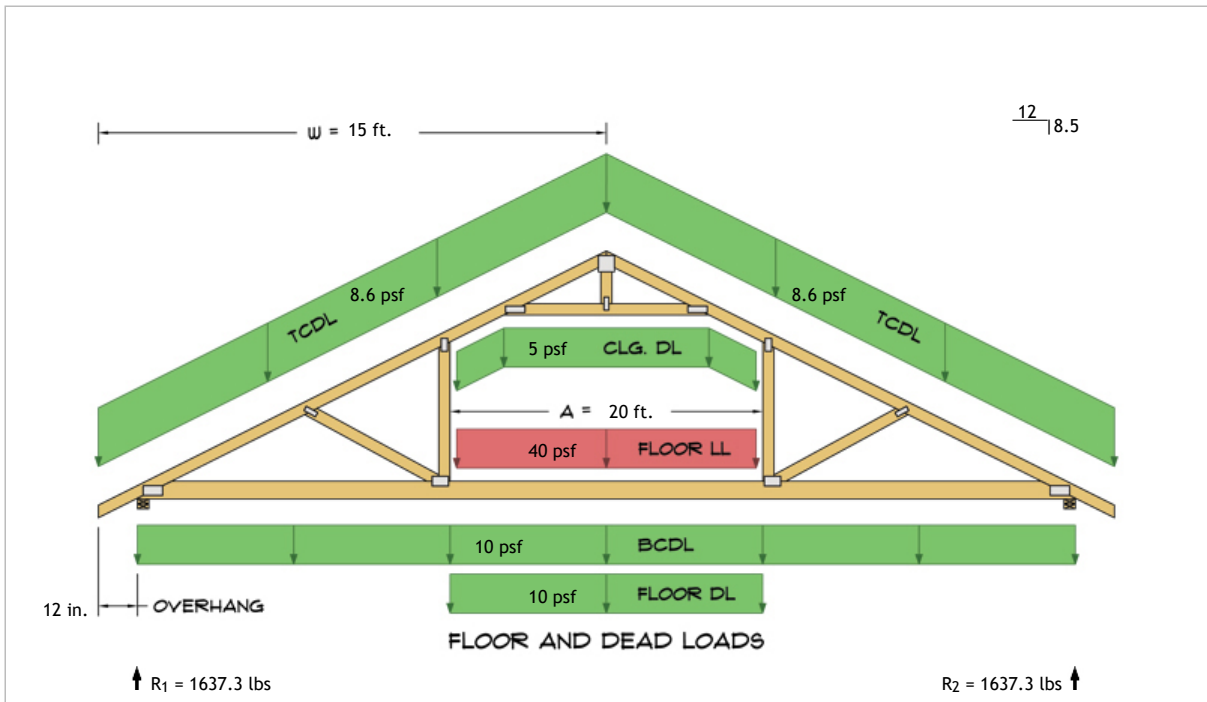 12
8.5
W = 15 ft.
8.6 psf
8.6 psf
TCDL
TCDL
5 psf CLG. DL
A = 20 ft.
40 psf FLOOR LL
10 psf BCDL
10 psf FLOOR DL
12 in. OVERHANG
FLOOR AND DEAD LOADS
R1 = 1637.3 lbs
R2 = 1637.3 lbs